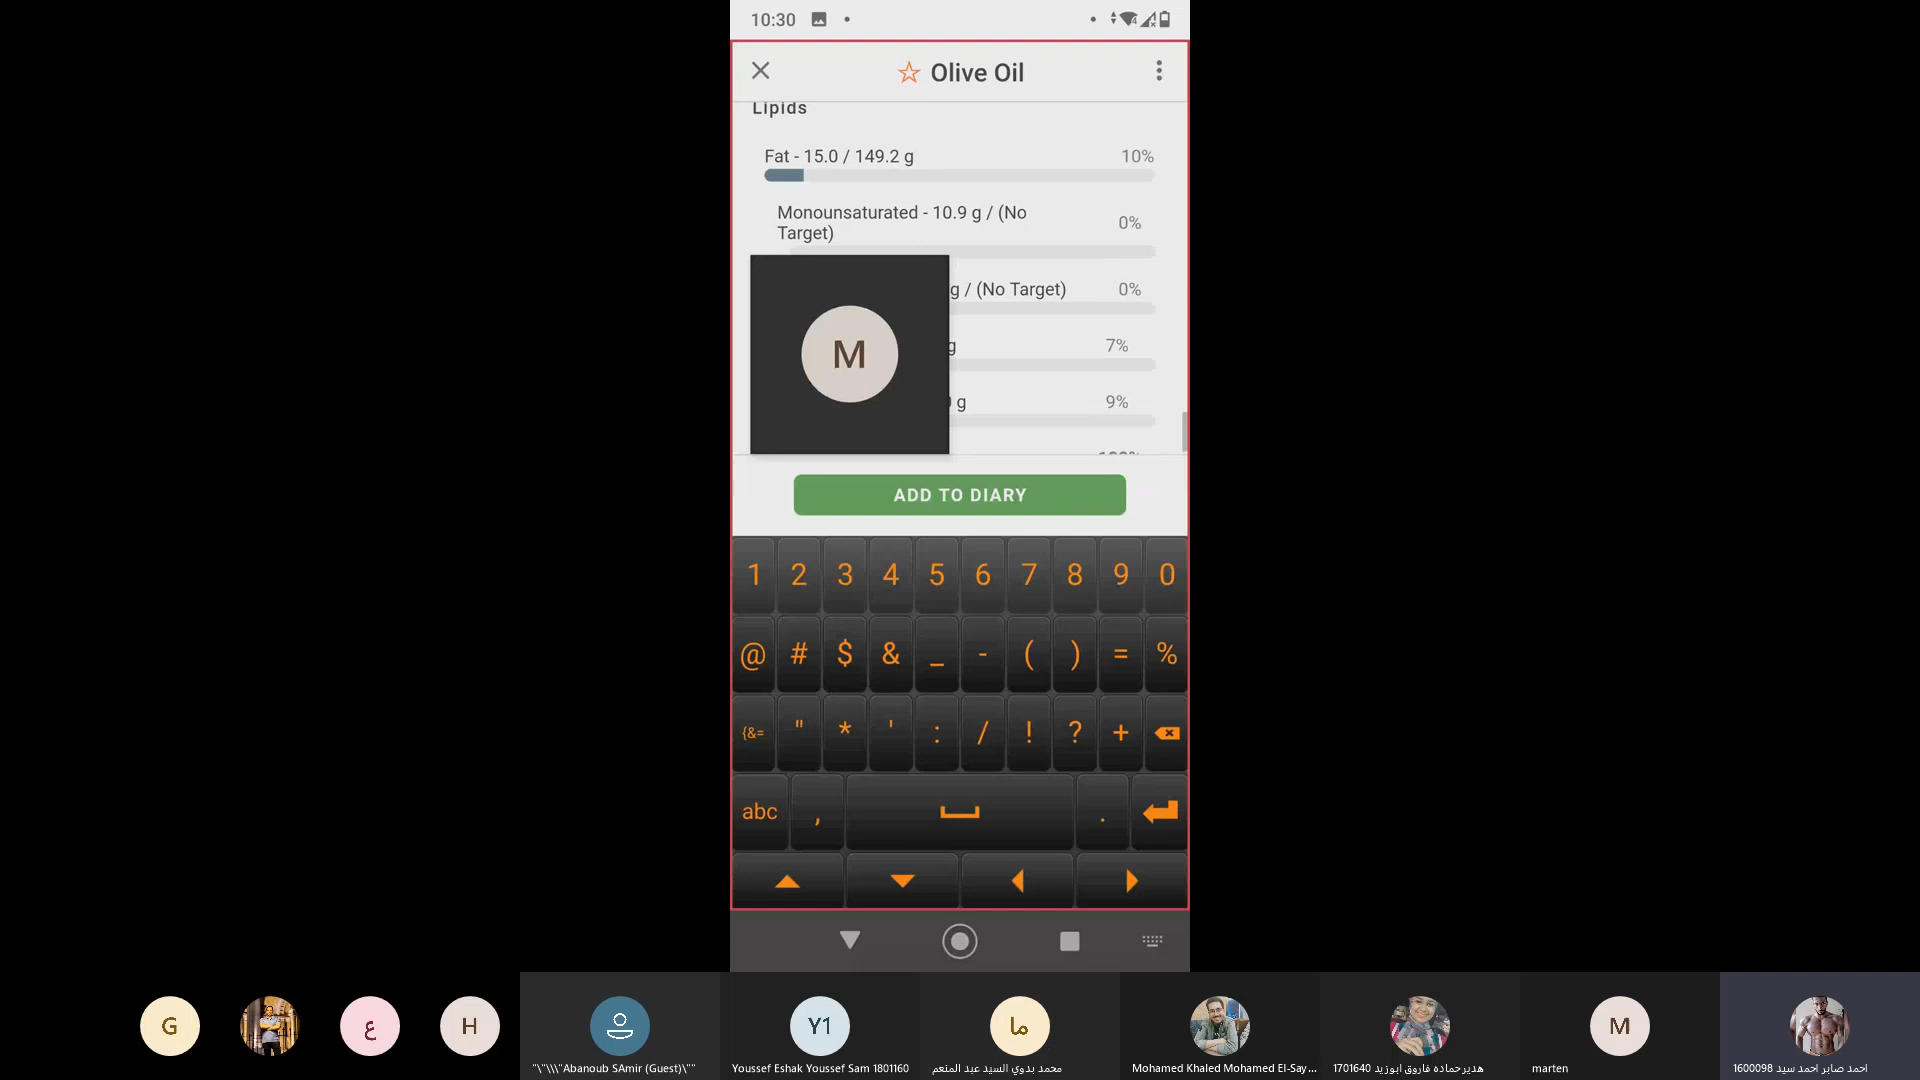 10:30
Olive Oil
Lipids
Fat - 15.0 / 149.2 g
10%
Monounsaturated - 10.9 g / (No
Target)
0%
g / (No Target)
0%
g
7%
g
9%
M
ADD TO DIARY
1 2 3 4 5 6 7 8 9 0
@ # $ & _ - ( ) = %
{&= " * ' : / ! ? +
abc , .
G
ع
H
Y1
ما
M
"\"\\\"Abanoub SAmir (Guest)\""
Youssef Eshak Youssef Sam 1801160
محمد بدوي السيد عبد المنعم
Mohamed Khaled Mohamed El-Say...
هديرحماده فاروق ابوزيد 1701640
marten
احمد صابر احمد سيد 1600098